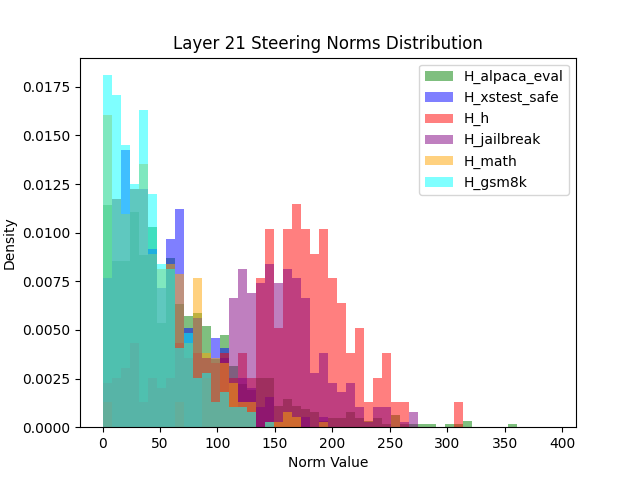 Layer 21 Steering Norms Distribution
H_alpaca_eval
H_xstest_safe
H_h
H_jailbreak
H_math
H_gsm8k
Density
0.0175
0.0150
0.0125
0.0100
0.0075
0.0050
0.0025
0.0000
0 50 100 150 200 250 300 350 400
Norm Value